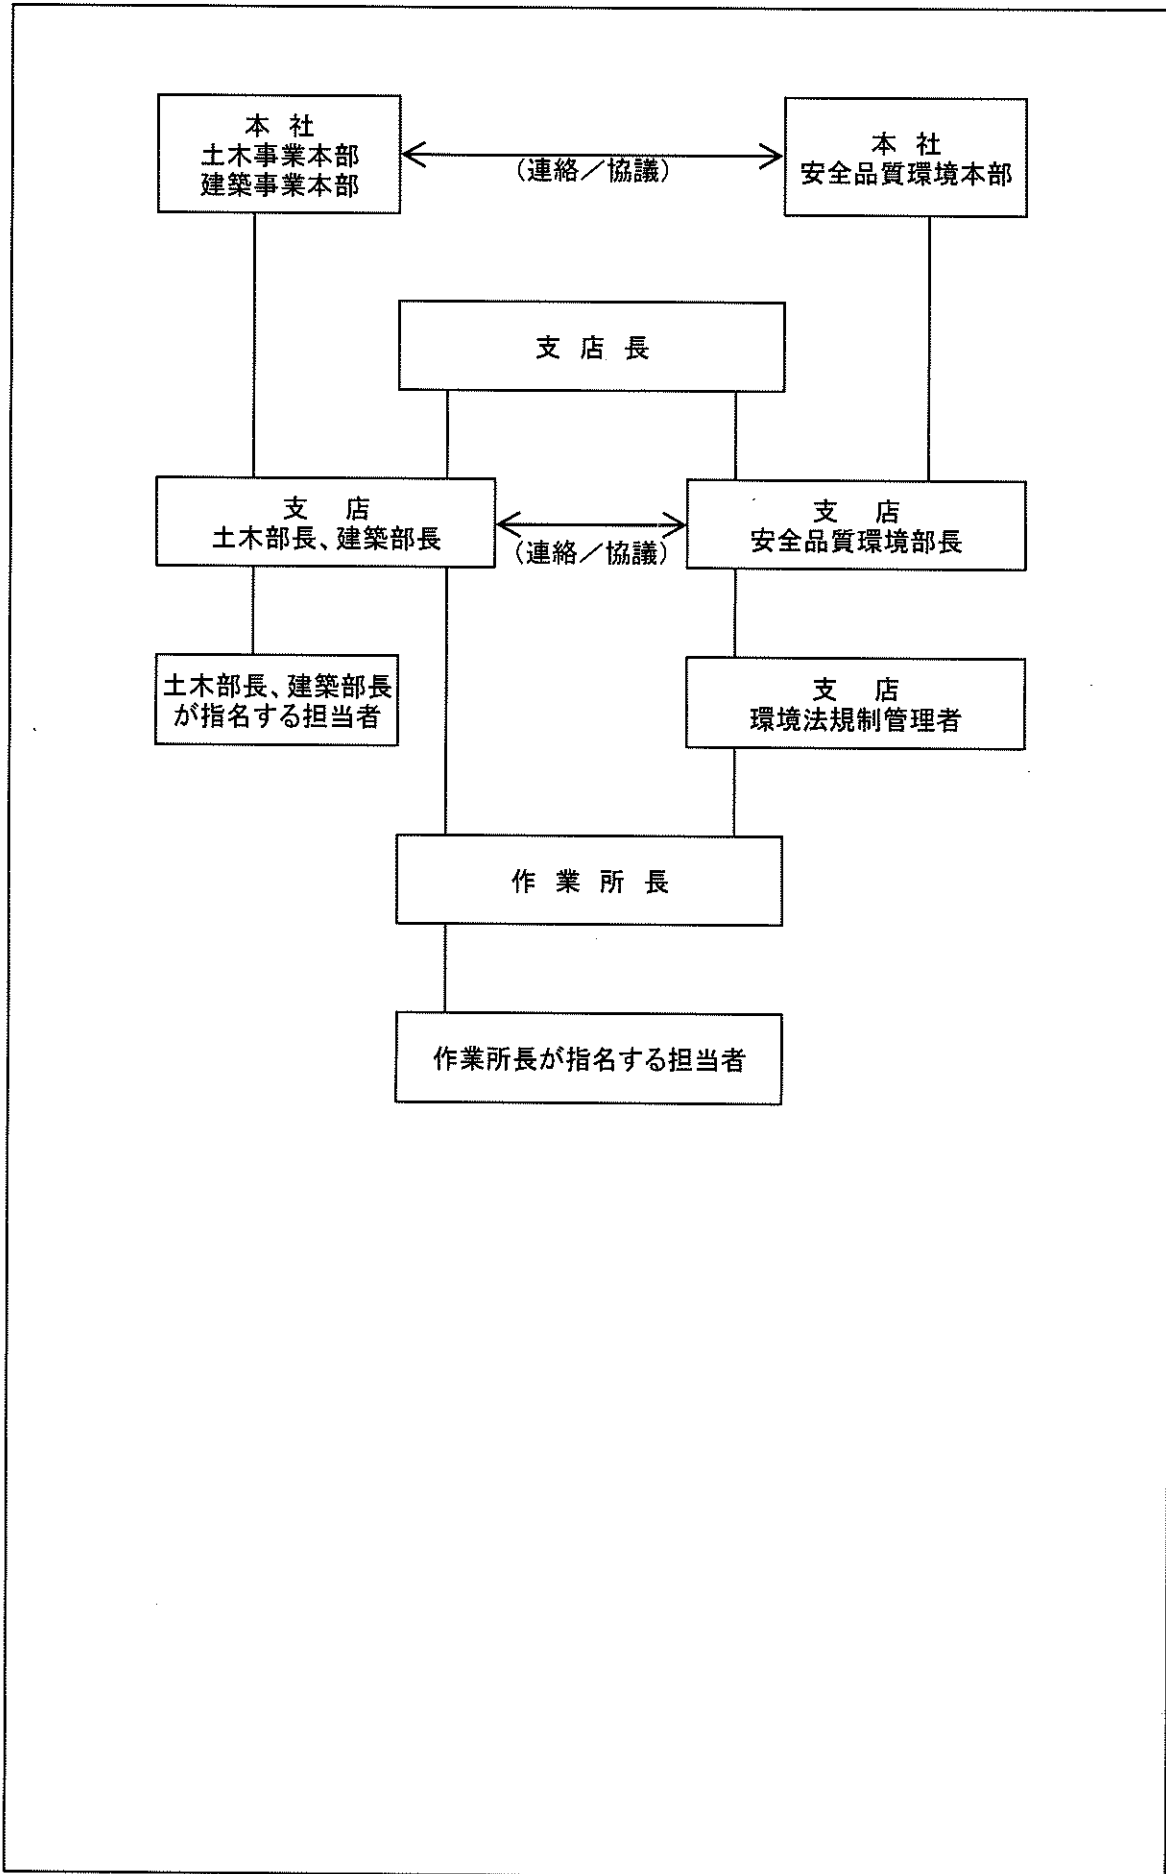 本 社
土木事業本部
建築事業本部
(連絡／協議)
本 社
安全品質環境本部
支 店 長
支 店
土木部長、建築部長
(連絡／協議)
支 店
安全品質環境部長
土木部長、建築部長
が指名する担当者
支 店
環境法規制管理者
作 業 所 長
作業所長が指名する担当者